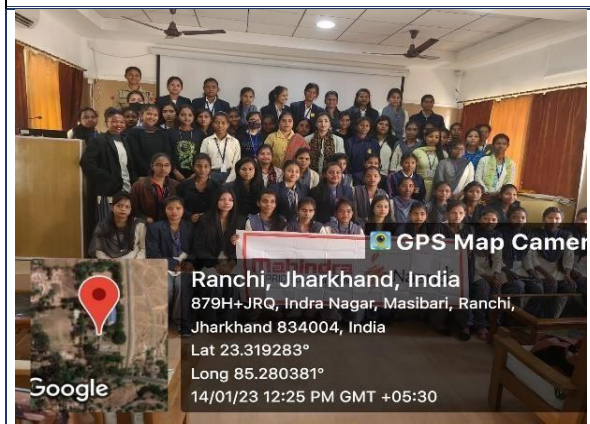 GPS Map Camer
Mahindra
Ranchi, Jharkhand, India
879H+JRQ, Indra Nagar, Masibari, Ranchi,
Jharkhand 834004, India
Lat 23.319283°
Long 85.280381°
14/01/23 12:25 PM GMT +05:30
Google